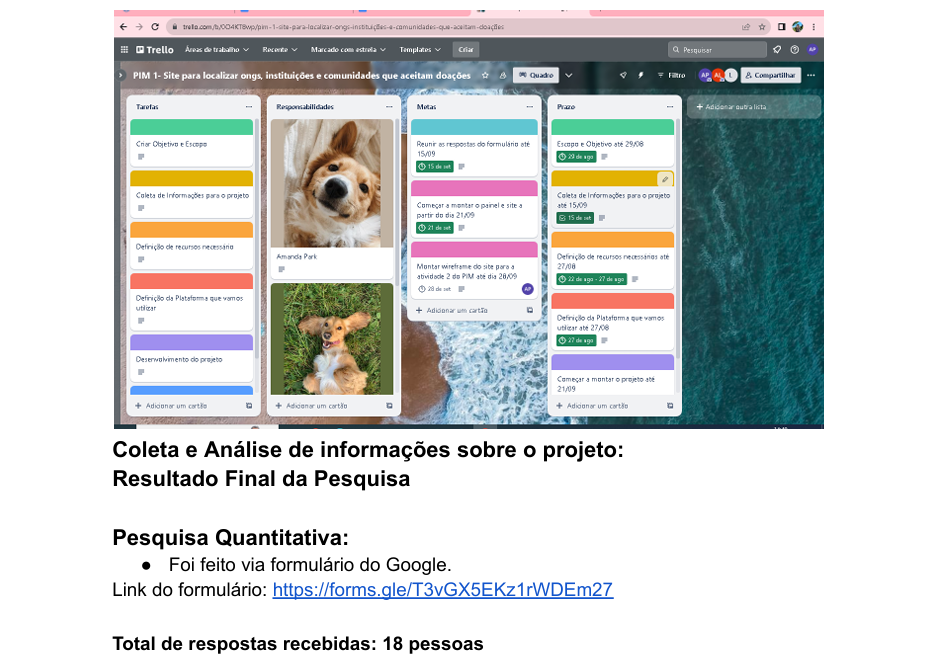 trello.com/b/0O4KT6wp/pim-1-site-para-localizar-ongs-instituições-e-comunidades-que-aceitam-doações
Trello Áreas de trabalho Recente Marcado com estrela Templates Criar Pesquisar AP
PIM 1- Site para localizar ongs, instituições e comunidades que aceitam doações Quadro Filtro AP AL L Compartilhar
Tarefas
Criar Objetivo e Escopo
Coleta de Informações para o projeto
Definição de recursos necessário
Definição da Plataforma que vamos
utilizar
Desenvolvimento do projeto
+ Adicionar um cartão
Responsabilidades
Amanda Park
+ Adicionar um cartão
Metas
Reunir as respostas do formulário até
15/09
15 de set
Começar a montar o painel e site a
partir do dia 21/09
21 de set
Montar wireframe do site para a
atividade 2 do PIM até dia 28/09
28 de set AP
+ Adicionar um cartão
Prazo
Escopo e Objetivo até 29/08
29 de ago
Coleta de Informações para o projeto
até 15/09
15 de set
Definição de recursos necessários até
27/08
22 de ago - 27 de ago
Definição da Plataforma que vamos
utilizar até 27/08
27 de ago
Começar a montar o projeto até
21/09
+ Adicionar um cartão
+ Adicionar outra lista
Coleta e Análise de informações sobre o projeto:
Resultado Final da Pesquisa
Pesquisa Quantitativa:
● Foi feito via formulário do Google.
Link do formulário: https://forms.gle/T3vGX5EKz1rWDEm27
Total de respostas recebidas: 18 pessoas